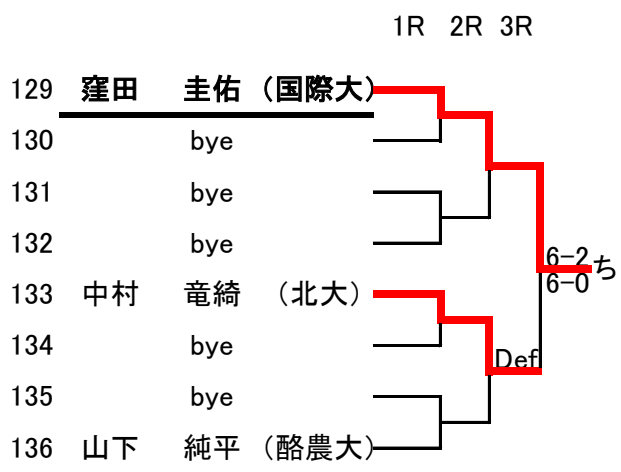 1R 2R 3R
129 窪田 圭佑 (国際大)
130 bye
131 bye
132 bye
6-2 ち
6-0
133 中村 竜綺 (北大)
134 bye
Def
135 bye
136 山下 純平 (酪農大)